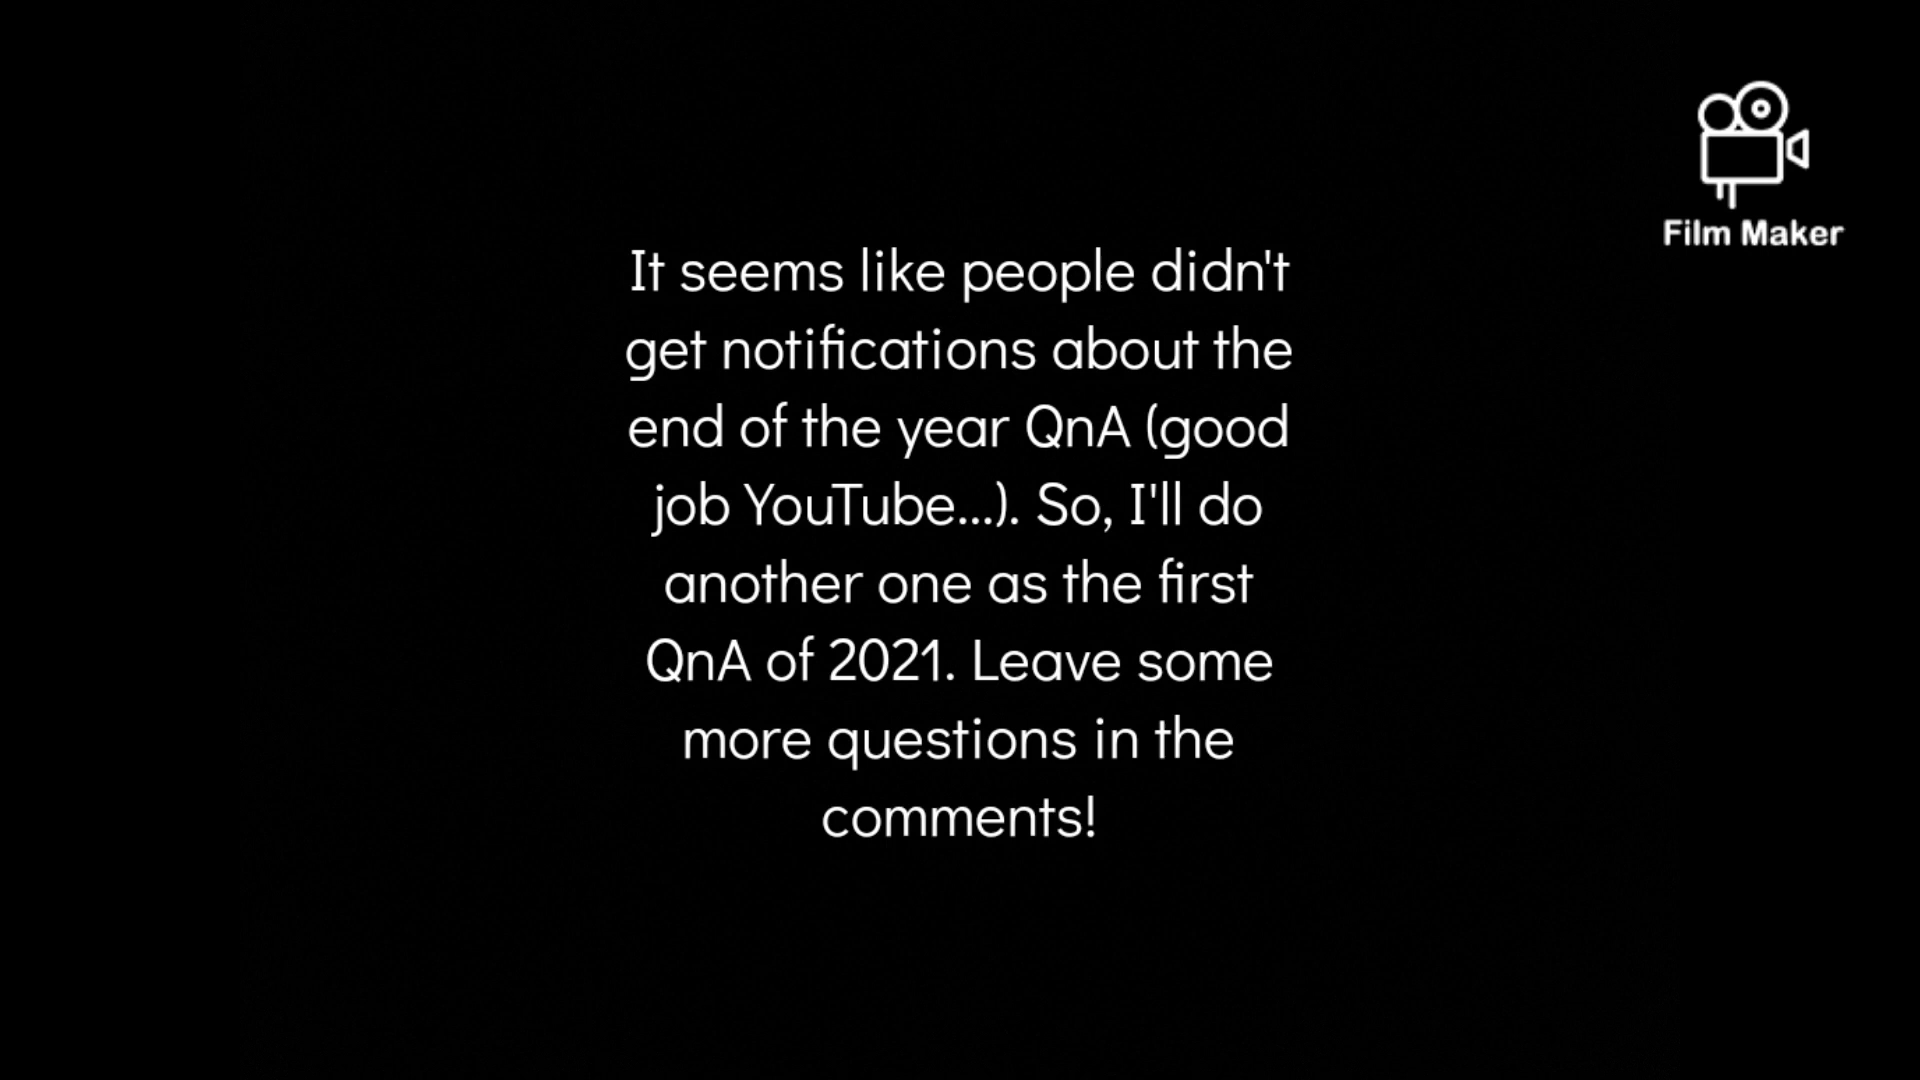 Film Maker
It seems like people didn't
get notifications about the
end of the year QnA (good
job YouTube...). So, I'll do
another one as the first
QnA of 2021. Leave some
more questions in the
comments!